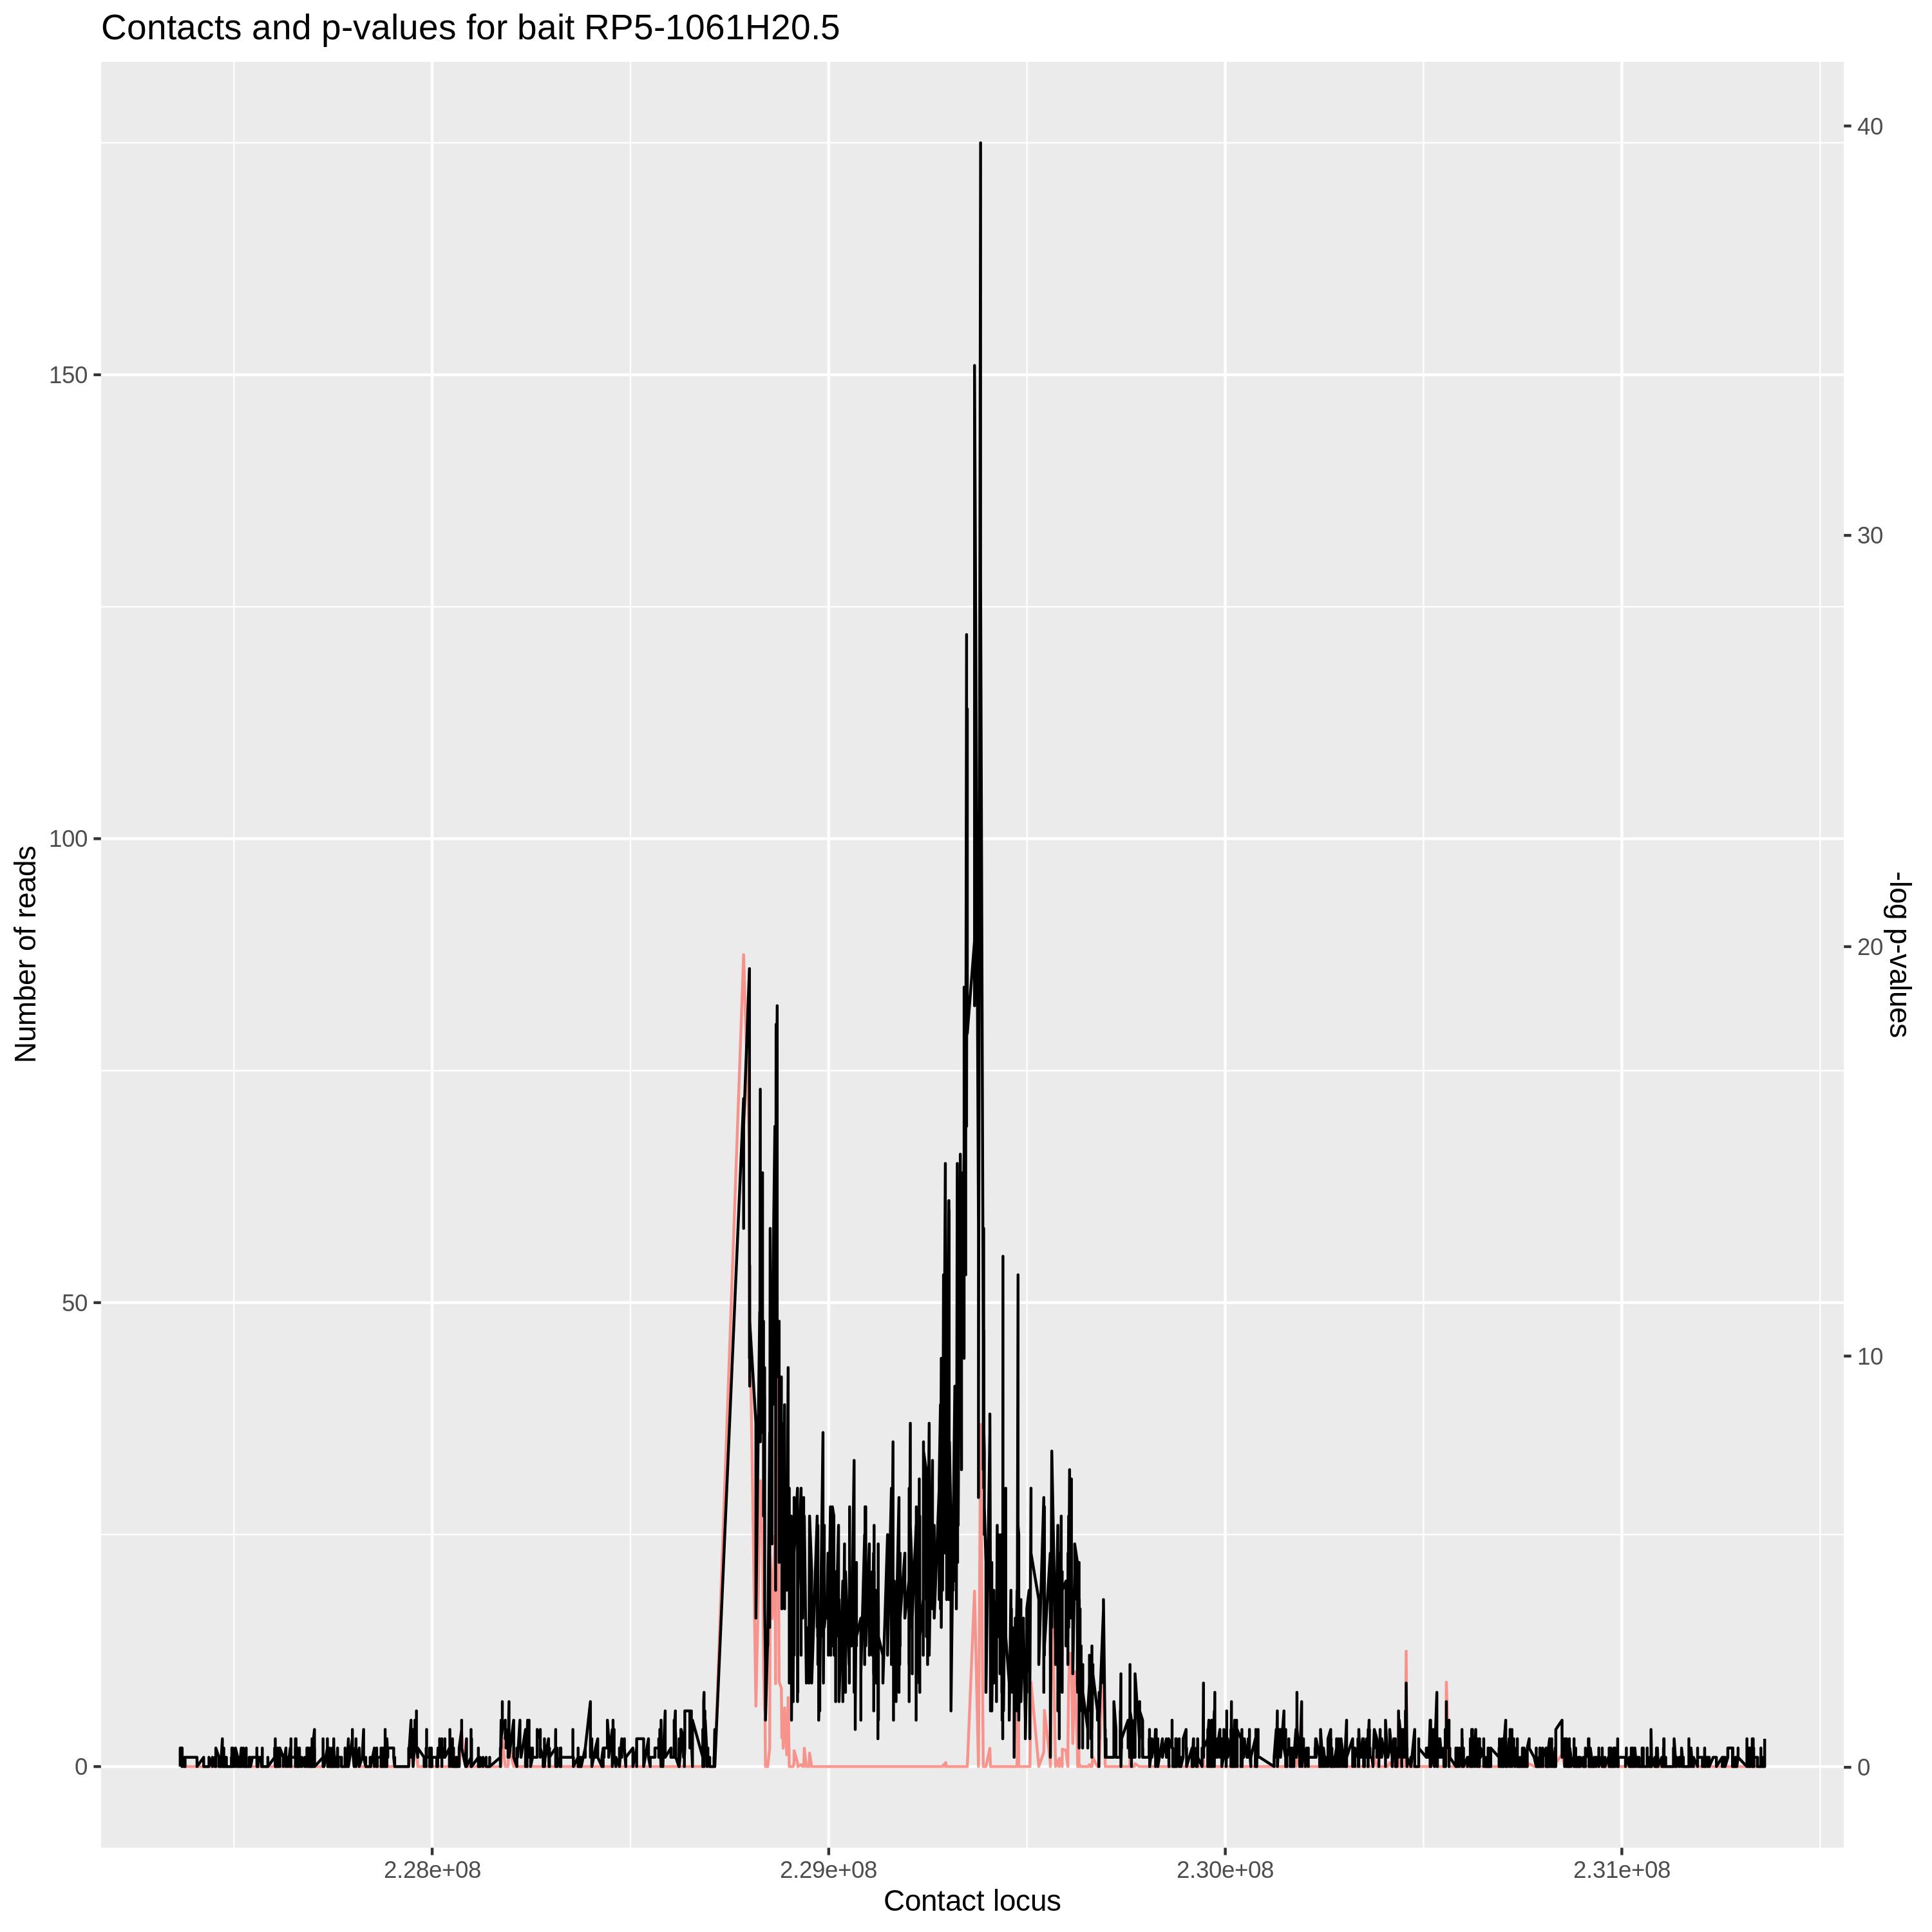 Contacts and p-values for bait RP5-1061H20.5
150
100
50
0
Number of reads
40
30
20
10
0
-log p-values
2.28e+08
2.29e+08
2.30e+08
2.31e+08
Contact locus